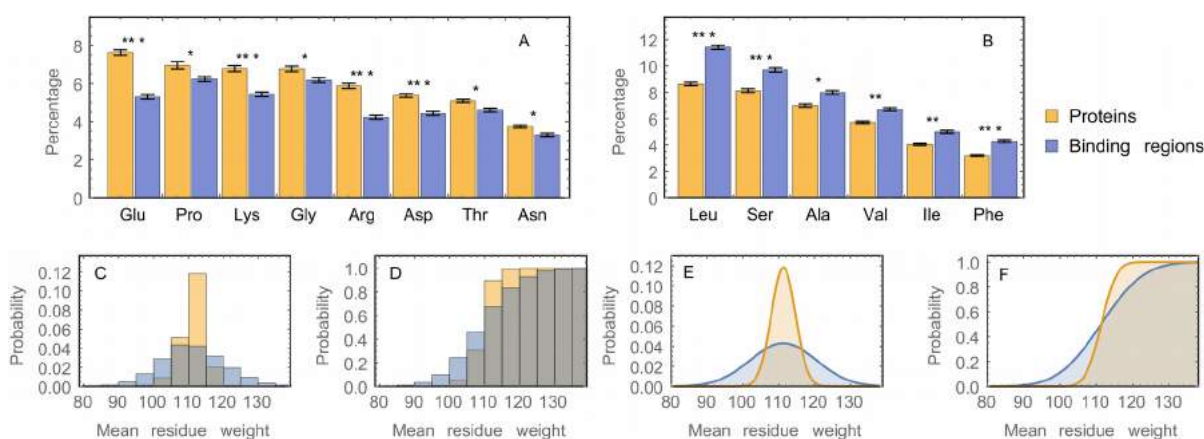 A
Percentage
8
6
4
2
0
** *
*
** *
*
** *
** *
*
*
Glu Pro Lys Gly Arg Asp Thr Asn
B
Percentage
12
10
8
6
4
2
0
** *
** *
*
**
**
** *
Leu Ser Ala Val Ile Phe
Proteins
Binding regions
C
Probability
0.12
0.10
0.08
0.06
0.04
0.02
0.00
80 90 100 110 120 130
Mean residue weight
D
Probability
1.0
0.8
0.6
0.4
0.2
0.0
80 90 100 110 120 130
Mean residue weight
E
Probability
0.12
0.10
0.08
0.06
0.04
0.02
0.00
80 90 100 110 120 130
Mean residue weight
F
Probability
1.0
0.8
0.6
0.4
0.2
0.0
80 90 100 110 120 130
Mean residue weight